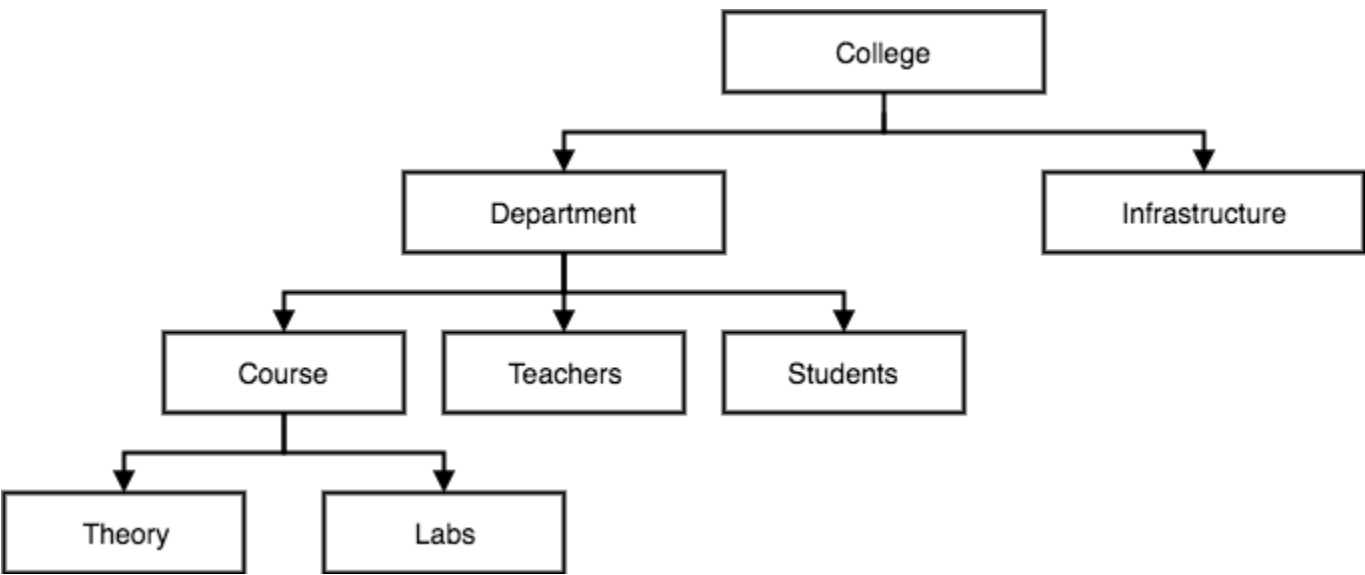 College
Department
Infrastructure
Course
Teachers
Students
Theory
Labs